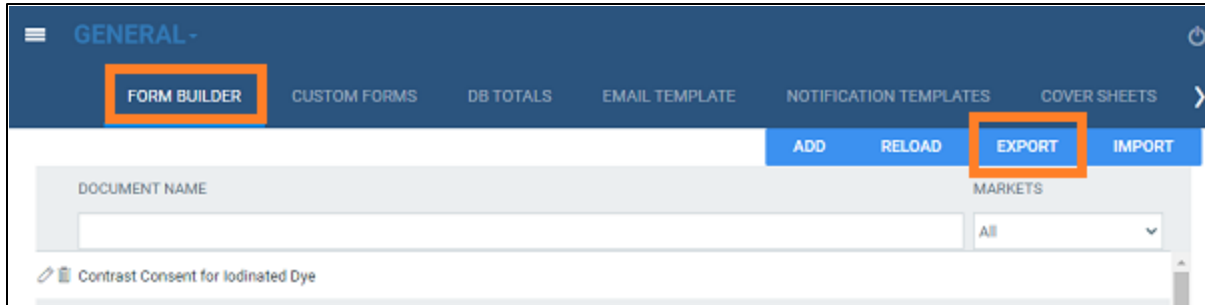 GENERAL-
FORM BUILDER CUSTOM FORMS DB TOTALS EMAIL TEMPLATE NOTIFICATION TEMPLATES COVER SHEETS
ADD RELOAD EXPORT IMPORT
DOCUMENT NAME MARKETS
All
Contrast Consent for Iodinated Dye